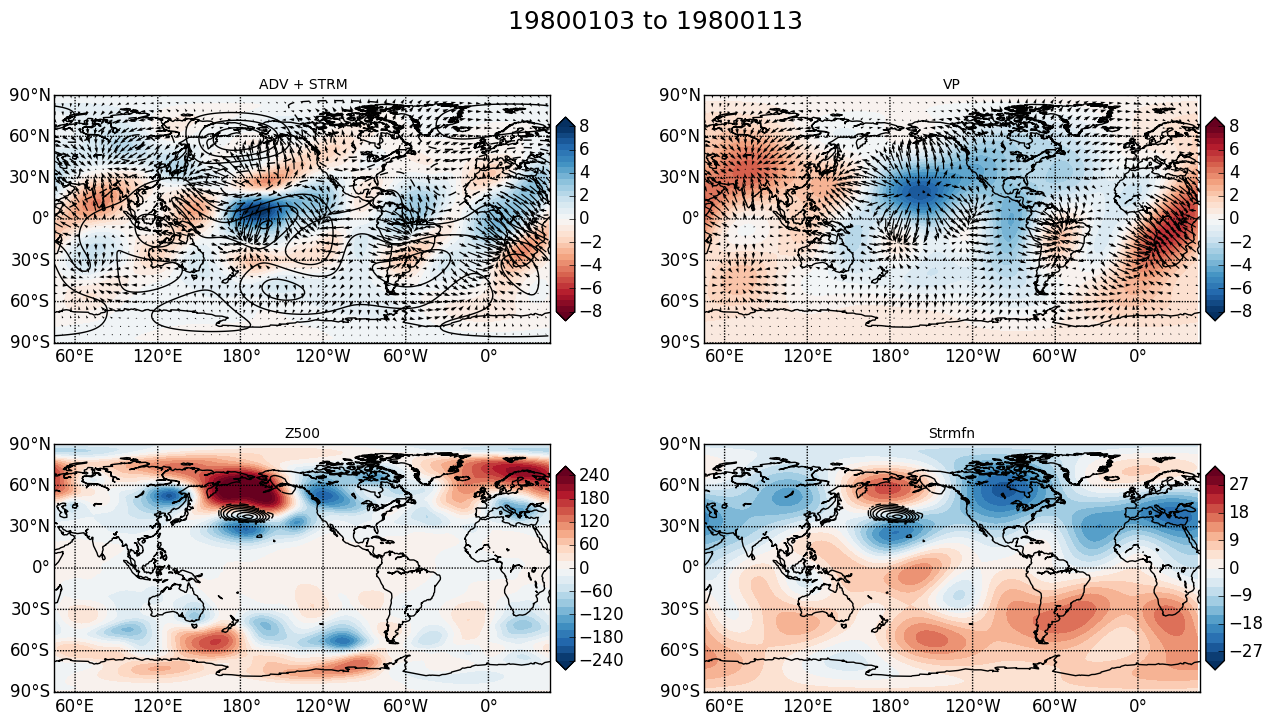 19800103 to 19800113
ADV + STRM
90°N
60°N
30°N
0°
30°S
60°S
90°S
60°E 120°E 180° 120°W 60°W 0°
8
6
4
2
0
−2
−4
−6
−8
VP
90°N
60°N
30°N
0°
30°S
60°S
90°S
60°E 120°E 180° 120°W 60°W 0°
8
6
4
2
0
−2
−4
−6
−8
Z500
90°N
60°N
30°N
0°
30°S
60°S
90°S
60°E 120°E 180° 120°W 60°W 0°
240
180
120
60
0
−60
−120
−180
−240
Strmfn
90°N
60°N
30°N
0°
30°S
60°S
90°S
60°E 120°E 180° 120°W 60°W 0°
27
18
9
0
−9
−18
−27